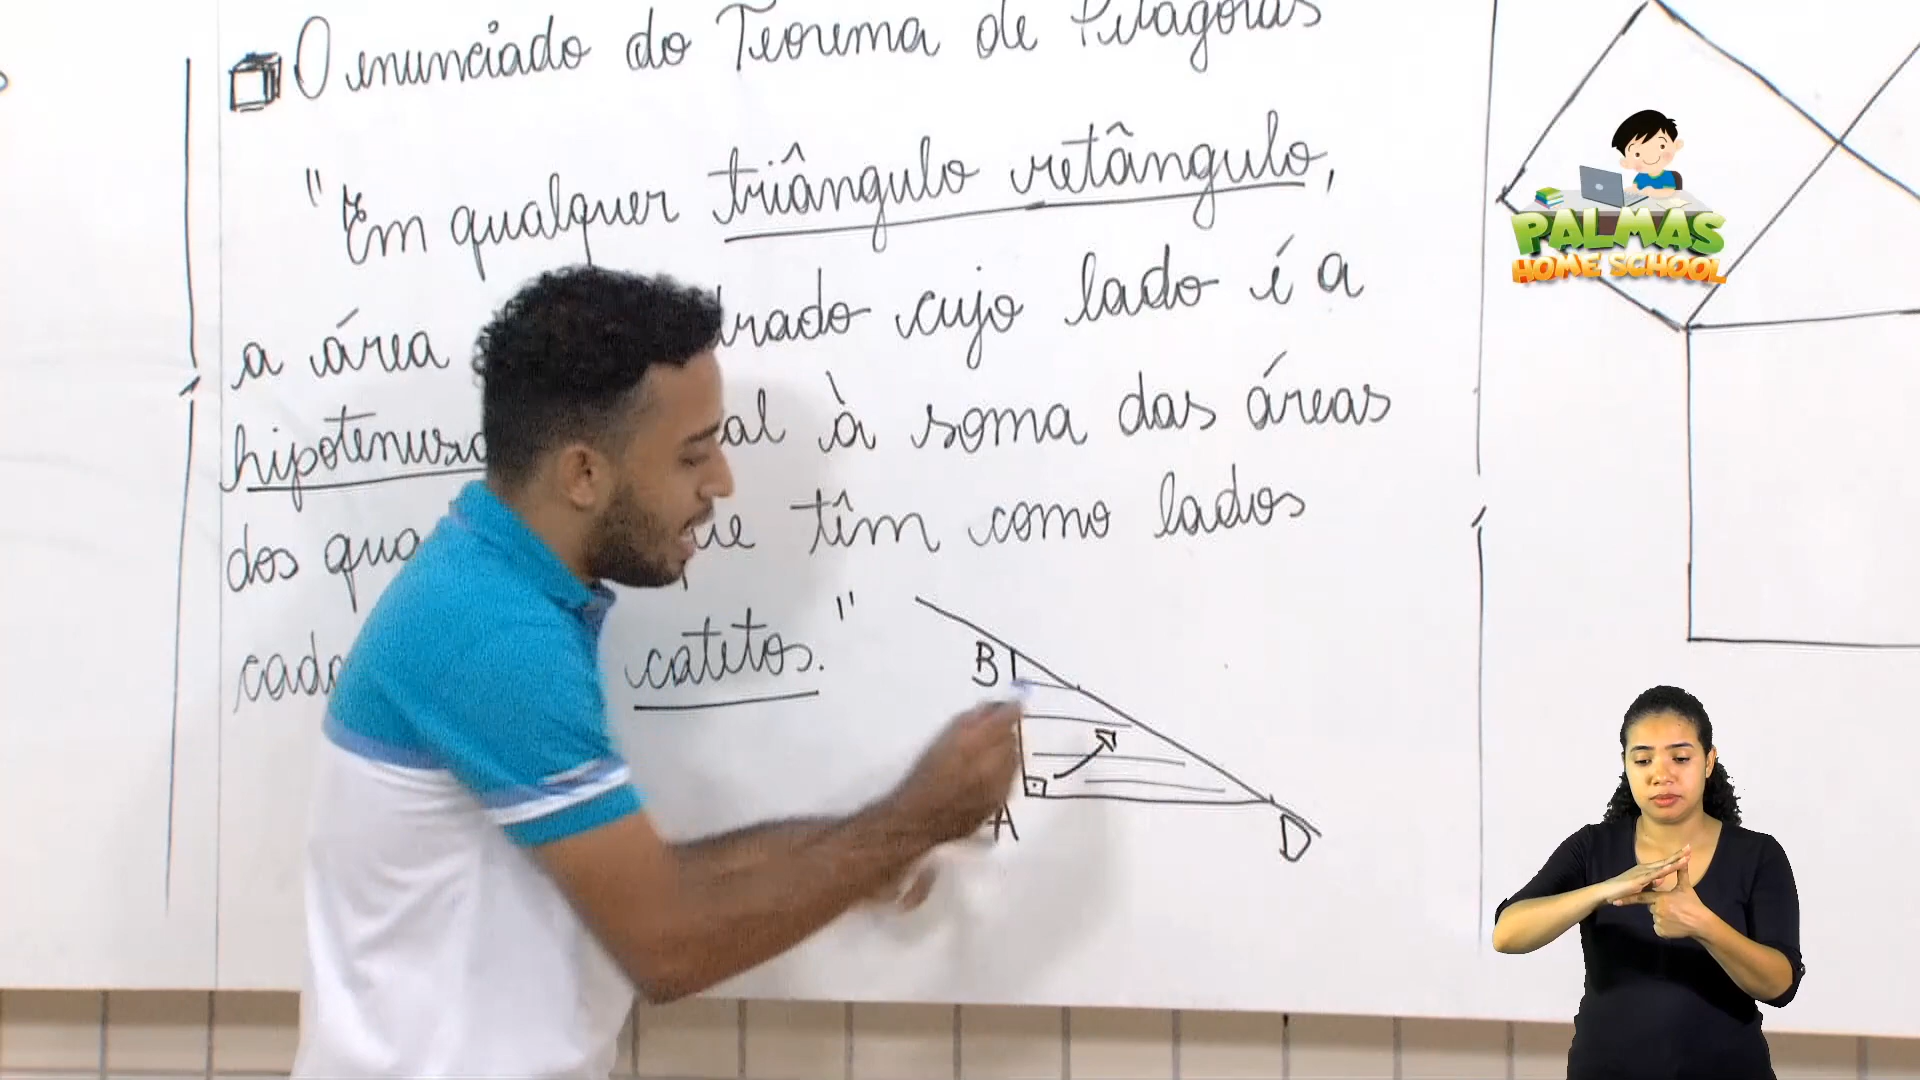 O enunciado do Teorema de Pitágoras
"Em qualquer triângulo retângulo,
a área cujo lado é a
hipotenusa à soma das áreas
dos têm como lados
catetos."
B
A
D
PALMAS
HOME SCHOOL